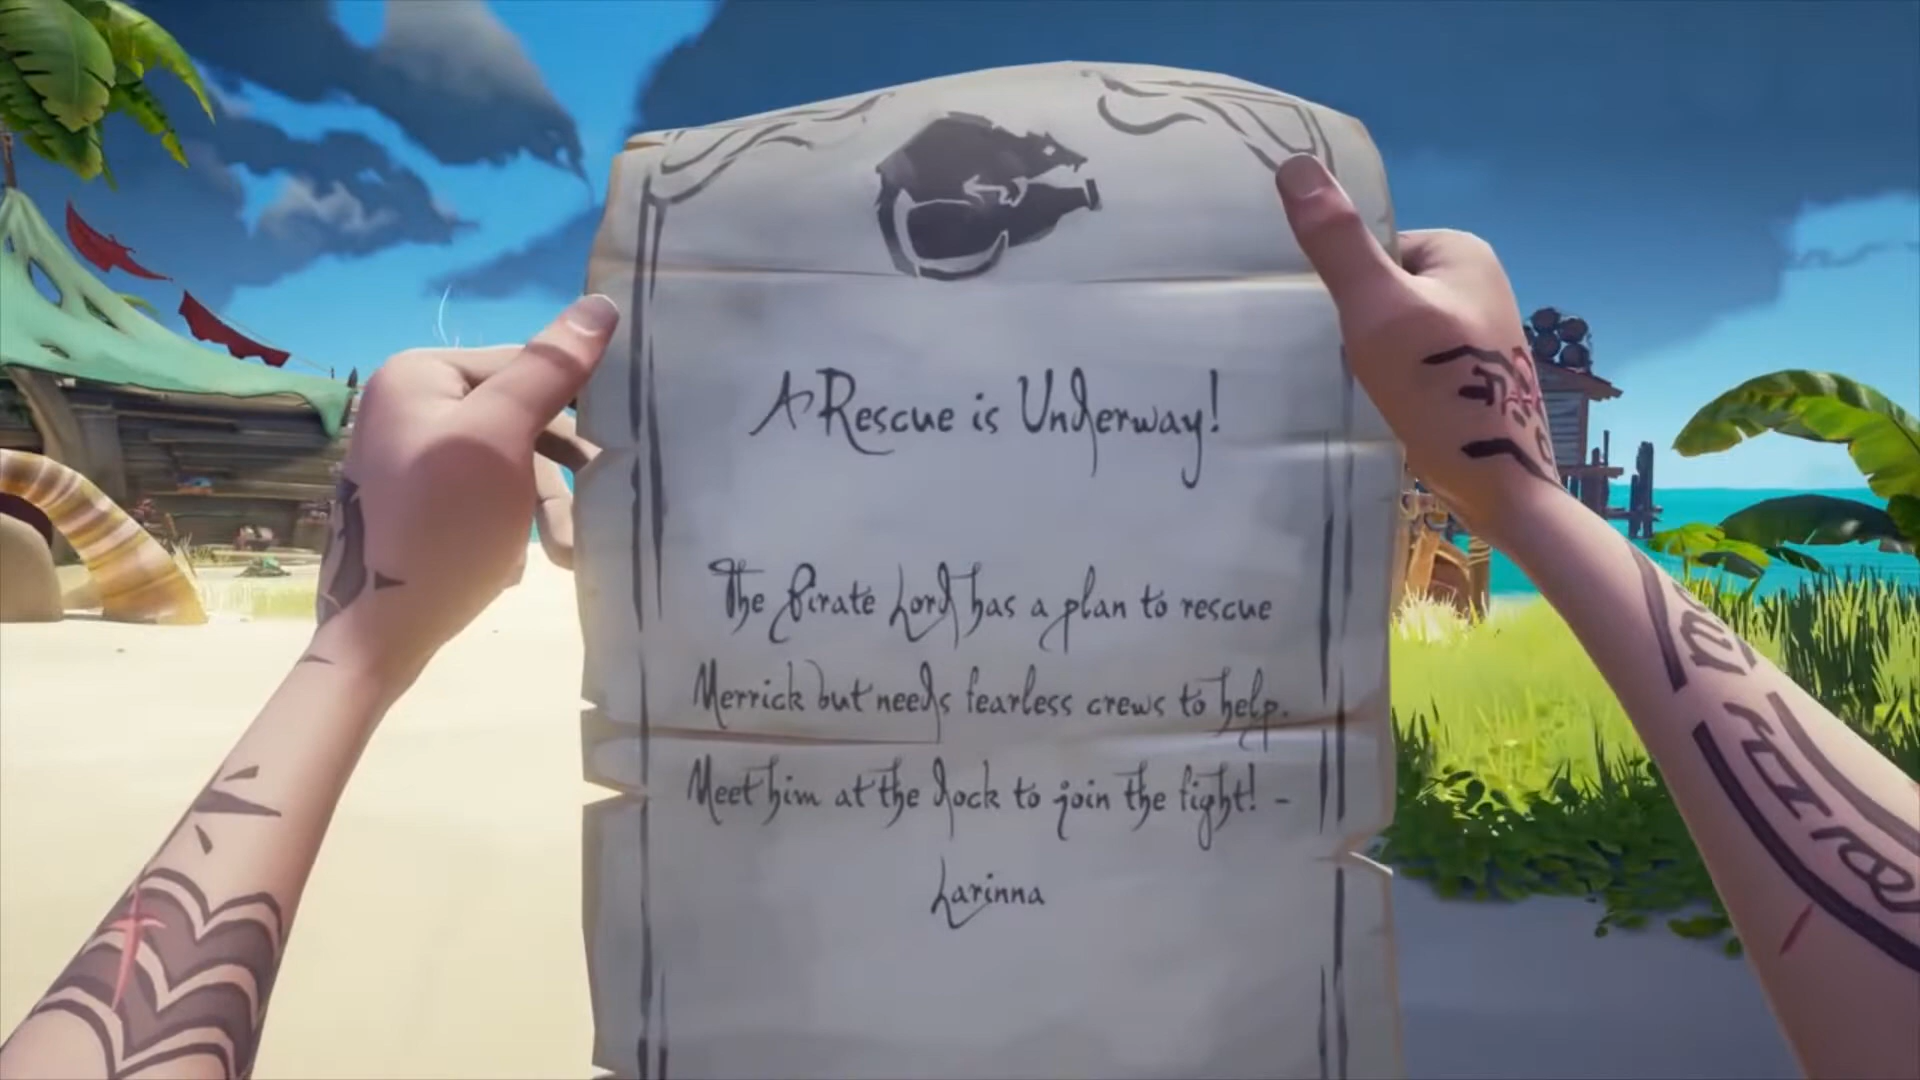 A Rescue is Underway!
The Pirate Lord has a plan to rescue
Merrick but needs fearless crews to help.
Meet him at the dock to join the fight! -
Larinna